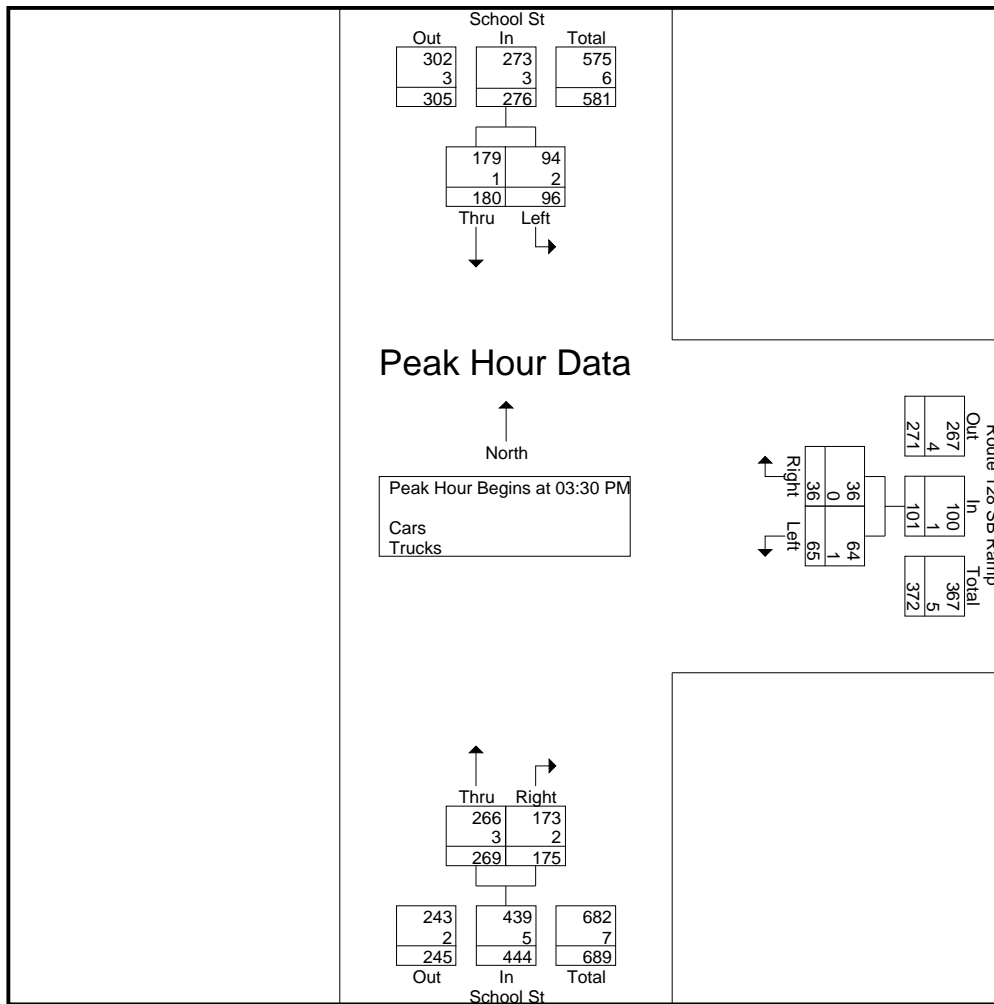 School St
Out In Total
302 273 575
3 3 6
305 276 581
179 94
1 2
180 96
Thru Left
Peak Hour Data
North
Peak Hour Begins at 03:30 PM
Cars
Trucks
Route 128 SB Ramp
Out In Total
267 100 367
4 1 5
271 101 372
36 64
0 1
36 65
Right Left
Thru Right
266 173
3 2
269 175
243 439 682
2 5 7
245 444 689
Out In Total
School St